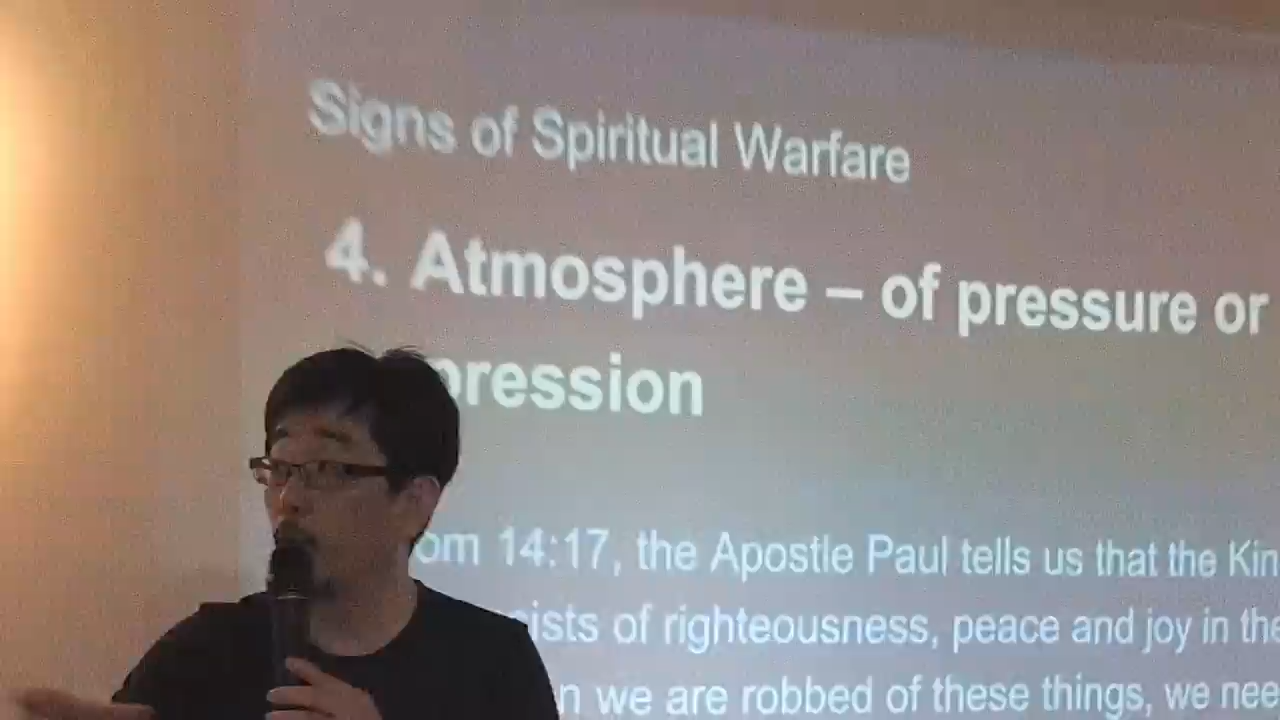 Signs of Spiritual Warfare
4. Atmosphere – of pressure or
pression
om 14:17, the Apostle Paul tells us that the Kin
ists of righteousness, peace and joy in the
n we are robbed of these things, we nee